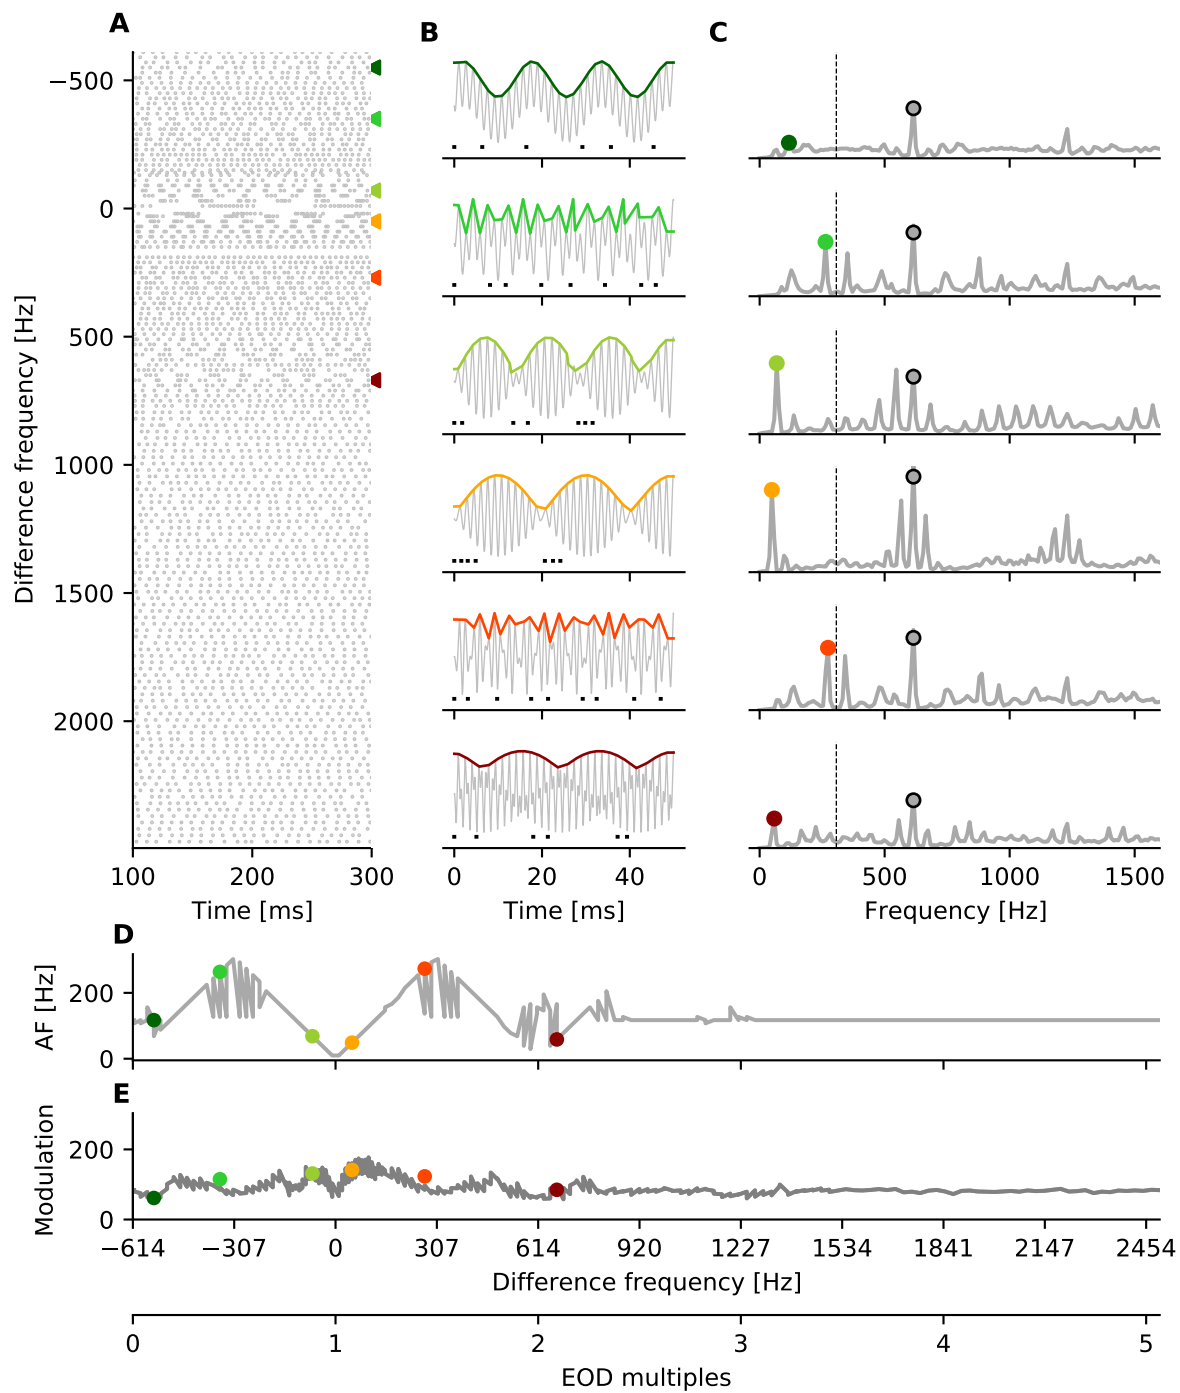 A
B
C
−500
0
500
1000
1500
2000
Difference frequency [Hz]
100
200
300
0
20
40
0
500
1000
1500
Time [ms]
Time [ms]
Frequency [Hz]
D
AF [Hz]
200
0
E
Modulation
200
0
−614
−307
0
307
614
920
1227
1534
1841
2147
2454
Difference frequency [Hz]
0
1
2
3
4
5
EOD multiples